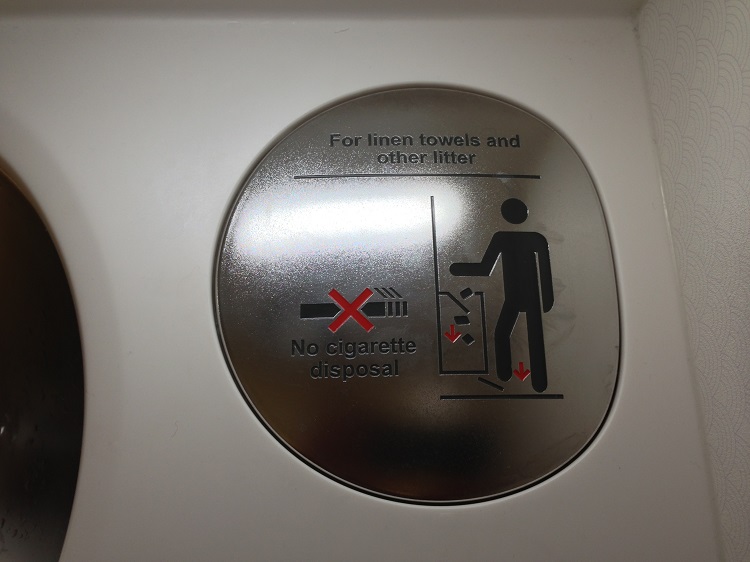 For linen towels and
other litter
No cigarette
disposal